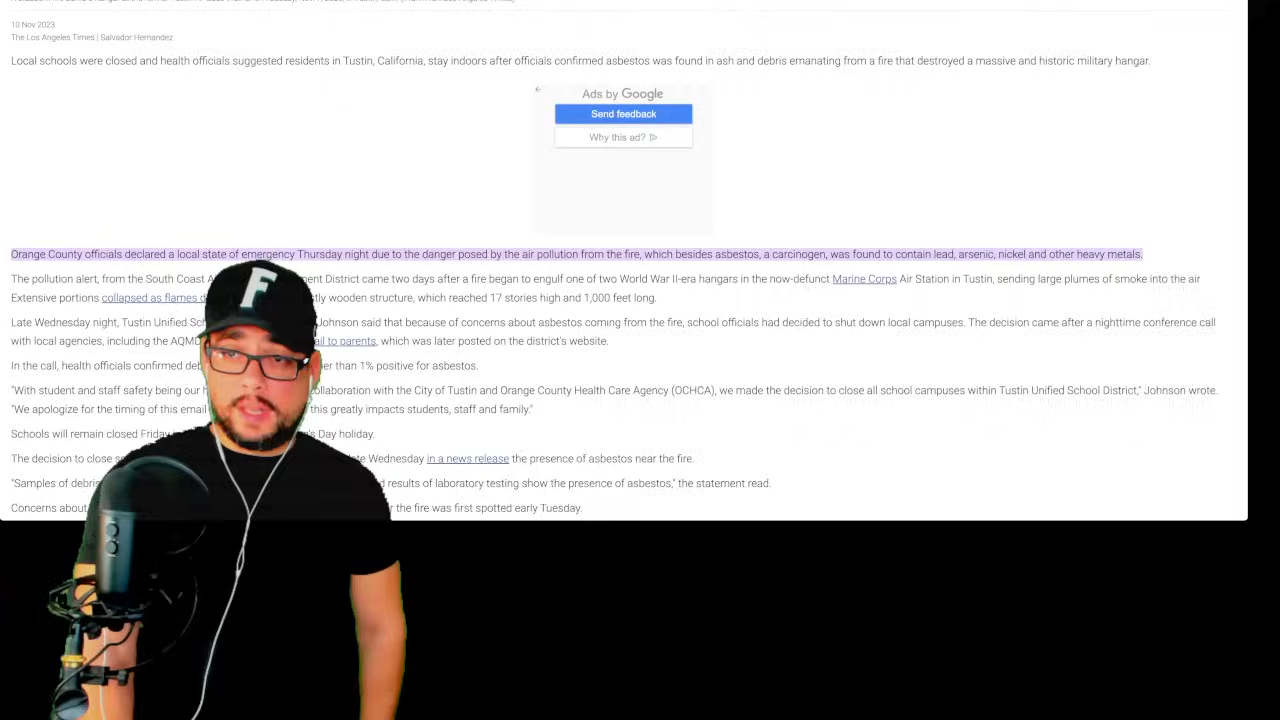 10 Nov 2023
The Los Angeles Times | Salvador Hernandez
Local schools were closed and health officials suggested residents in Tustin, California, stay indoors after officials confirmed asbestos was found in ash and debris emanating from a fire that destroyed a massive and historic military hangar.
Ads by Google
Send feedback
Why this ad?
Orange County officials declared a local state of emergency Thursday night due to the danger posed by the air pollution from the fire, which besides asbestos, a carcinogen, was found to contain lead, arsenic, nickel and other heavy metals.
The pollution alert, from the South Coast District came two days after a fire began to engulf one of two World War II-era hangars in the now-defunct Marine Corps Air Station in Tustin, sending large plumes of smoke into the air
Extensive portions collapsed as flames wooden structure, which reached 17 stories high and 1,000 feet long.
Late Wednesday night, Tustin Unified Johnson said that because of concerns about asbestos coming from the fire, school officials had decided to shut down local campuses. The decision came after a nighttime conference call
with local agencies, including the to parents, which was later posted on the district's website.
In the call, health officials confirmed than 1% positive for asbestos.
"With student and staff safety being our with the City of Tustin and Orange County Health Care Agency (OCHCA), we made the decision to close all school campuses within Tustin Unified School District," Johnson wrote.
"We apologize for the timing of this email this greatly impacts students, staff and family."
Schools will remain closed Friday Day holiday.
The decision to close Wednesday in a news release the presence of asbestos near the fire.
"Samples of results of laboratory testing show the presence of asbestos," the statement read.
Concerns about the fire was first spotted early Tuesday.
F